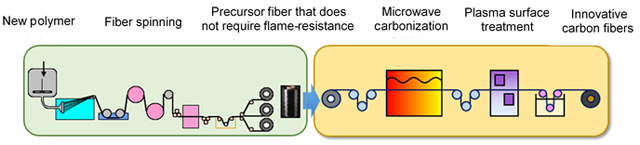 New polymer
Fiber spinning
Precursor fiber that does
not require flame-resistance
Microwave
carbonization
Plasma surface
treatment
Innovative
carbon fibers